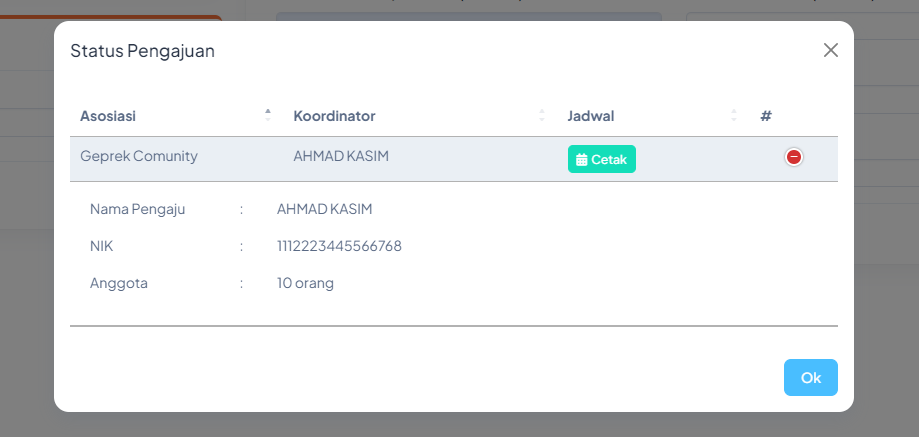 Status Pengajuan
Asosiasi Koordinator Jadwal #
Geprek Comunity AHMAD KASIM Cetak
Nama Pengaju : AHMAD KASIM
NIK : 1112223445566768
Anggota : 10 orang
Ok